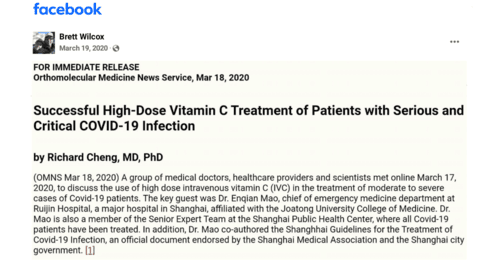 facebook
Brett Wilcox
March 19, 2020 ·
FOR IMMEDIATE RELEASE
Orthomolecular Medicine News Service, Mar 18, 2020
Successful High-Dose Vitamin C Treatment of Patients with Serious and
Critical COVID-19 Infection
by Richard Cheng, MD, PhD
(OMNS Mar 18, 2020) A group of medical doctors, healthcare providers and scientists met online March 17,
2020, to discuss the use of high dose intravenous vitamin C (IVC) in the treatment of moderate to severe
cases of Covid-19 patients. The key guest was Dr. Enqian Mao, chief of emergency medicine department at
Ruijin Hospital, a major hospital in Shanghai, affiliated with the Joatong University College of Medicine. Dr.
Mao is also a member of the Senior Expert Team at the Shanghai Public Health Center, where all Covid-19
patients have been treated. In addition, Dr. Mao co-authored the Shanghhai Guidelines for the Treatment of
Covid-19 Infection, an official document endorsed by the Shanghai Medical Association and the Shanghai city
government. [1]